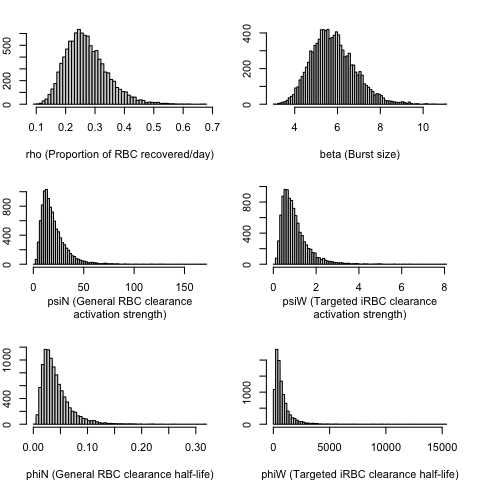 0 200 500
0.1 0.2 0.3 0.4 0.5 0.6 0.7
rho (Proportion of RBC recovered/day)
0 200 400
4 6 8 10
beta (Burst size)
0 400 800
0 50 100 150
psiN (General RBC clearance
activation strength)
0 400 800
0 2 4 6 8
psiW (Targeted iRBC clearance
activation strength)
0 400 1000
0.00 0.10 0.20 0.30
phiN (General RBC clearance half-life)
0 1000
0 5000 10000 15000
phiW (Targeted iRBC clearance half-life)